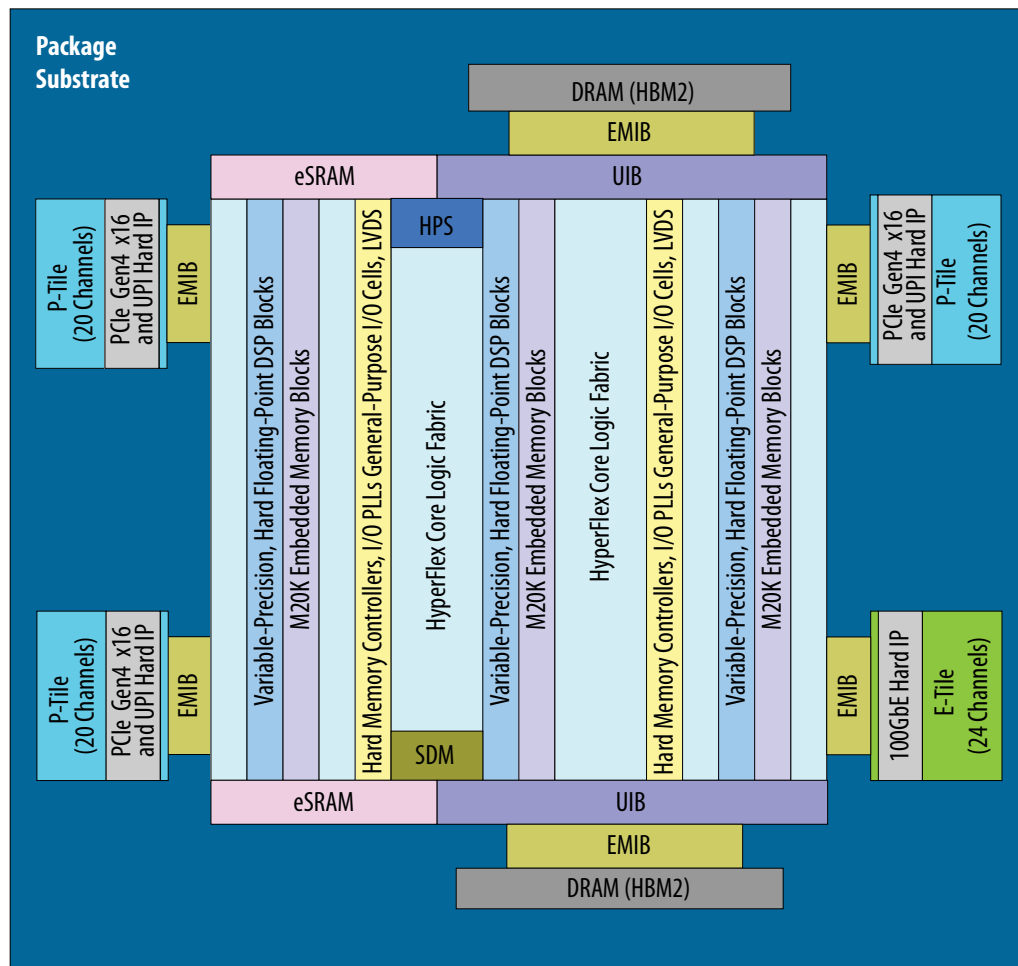 Package
Substrate
DRAM (HBM2)
EMIB
eSRAM
UIB
P-Tile
(20 Channels)
PCIe Gen4 x16
and UPI Hard IP
EMIB
HPS
EMIB
PCIe Gen4 x16
and UPI Hard IP
P-Tile
(20 Channels)
Variable-Precision, Hard Floating-Point DSP Blocks
M20K Embedded Memory Blocks
Hard Memory Controllers, I/O PLLs General-Purpose I/O Cells, LVDS
HyperFlex Core Logic Fabric
Variable-Precision, Hard Floating-Point DSP Blocks
M20K Embedded Memory Blocks
HyperFlex Core Logic Fabric
Hard Memory Controllers, I/O PLLs General-Purpose I/O Cells, LVDS
Variable-Precision, Hard Floating-Point DSP Blocks
M20K Embedded Memory Blocks
P-Tile
(20 Channels)
PCIe Gen4 x16
and UPI Hard IP
EMIB
SDM
EMIB
100GbE Hard IP
E-Tile
(24 Channels)
eSRAM
UIB
EMIB
DRAM (HBM2)